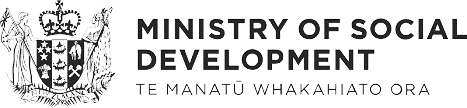 MINISTRY OF SOCIAL
DEVELOPMENT
TE MANATŪ WHAKAHIATO ORA